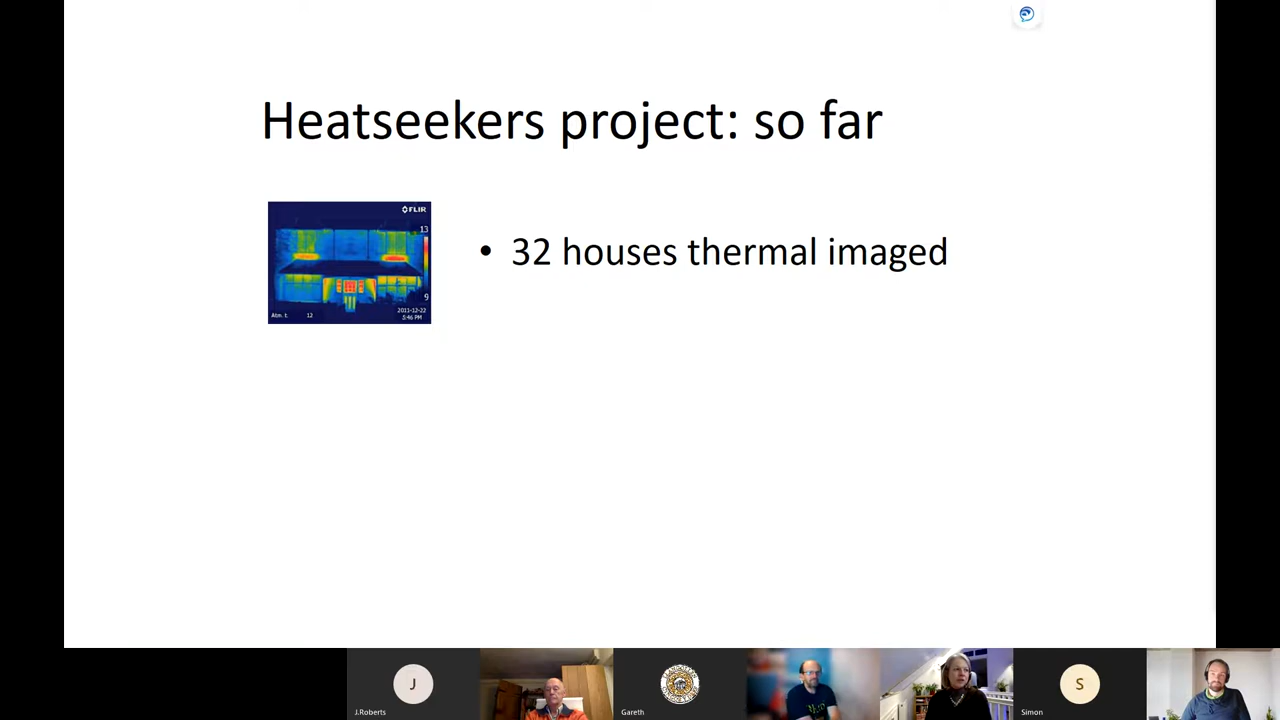 Heatseekers project: so far
FLIR
13
9
2011-12-22
5:46 PM
Atm. t. 12
• 32 houses thermal imaged
J
J.Roberts
Gareth
S
Simon